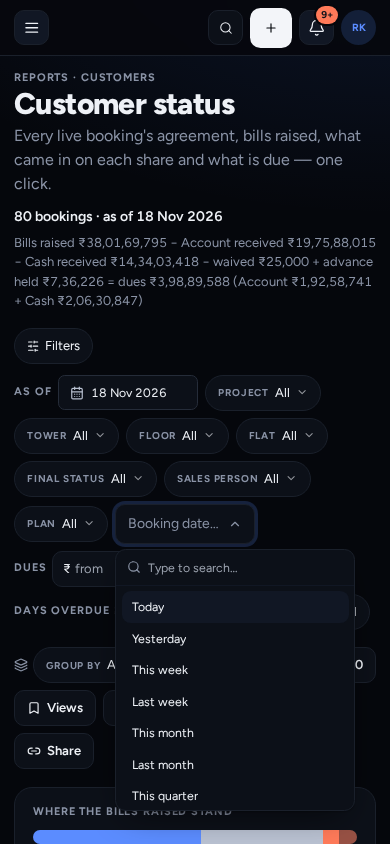 9+
RK
REPORTS · CUSTOMERS
Customer status
Every live booking's agreement, bills raised, what
came in on each share and what is due — one
click.
80 bookings · as of 18 Nov 2026
Bills raised ₹38,01,69,795 − Account received ₹19,75,88,015
− Cash received ₹14,34,03,418 − waived ₹25,000 + advance
held ₹7,36,226 = dues ₹3,98,89,588 (Account ₹1,92,58,741
+ Cash ₹2,06,30,847)
Filters
AS OF 18 Nov 2026 PROJECT All
TOWER All FLOOR All FLAT All
FINAL STATUS All SALES PERSON All
PLAN All Booking date...
DUES ₹ from
Type to search...
Today
DAYS OVERDUE
Yesterday
GROUP BY
This week
Views
Last week
This month
Share
Last month
This quarter
WHERE THE BILLS RAISED STAND